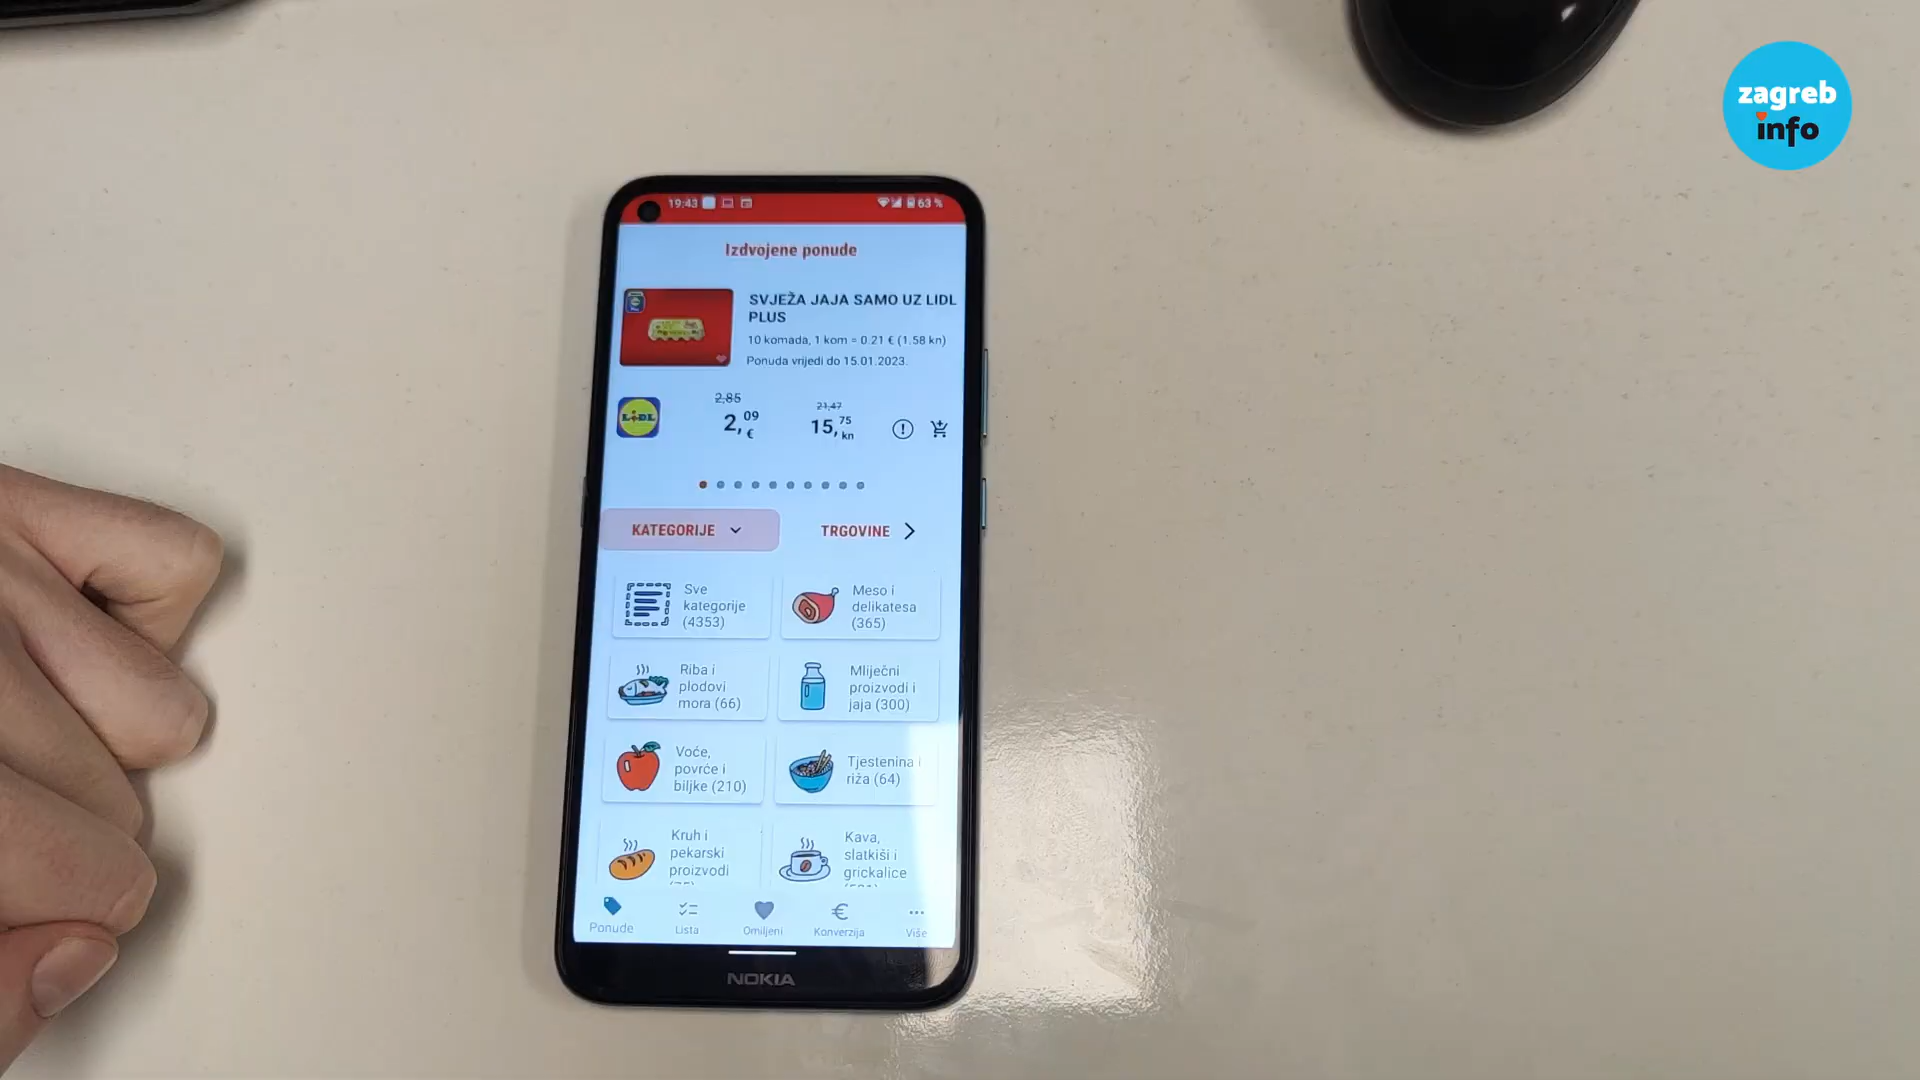 zagreb
info
19:43
63 %
Izdvojene ponude
SVJEŽA JAJA SAMO UZ LIDL
PLUS
10 komada, 1 kom = 0.21 € (1.58 kn)
Ponuda vrijedi do 15.01.2023.
LIDL
2,85
2,09 €
21,47
15,75 kn
KATEGORIJE
TRGOVINE
Sve
kategorije
(4353)
Meso i
delikatesa
(365)
Riba i
plodovi
mora (66)
Mliječni
proizvodi i
jaja (300)
Voće,
povrće i
biljke (210)
Tjestenina i
riža (64)
Kruh i
pekarski
proizvodi
Kava,
slatkiši i
grickalice
Ponude
Lista
Omiljeni
Konverzija
Više
NOKIA